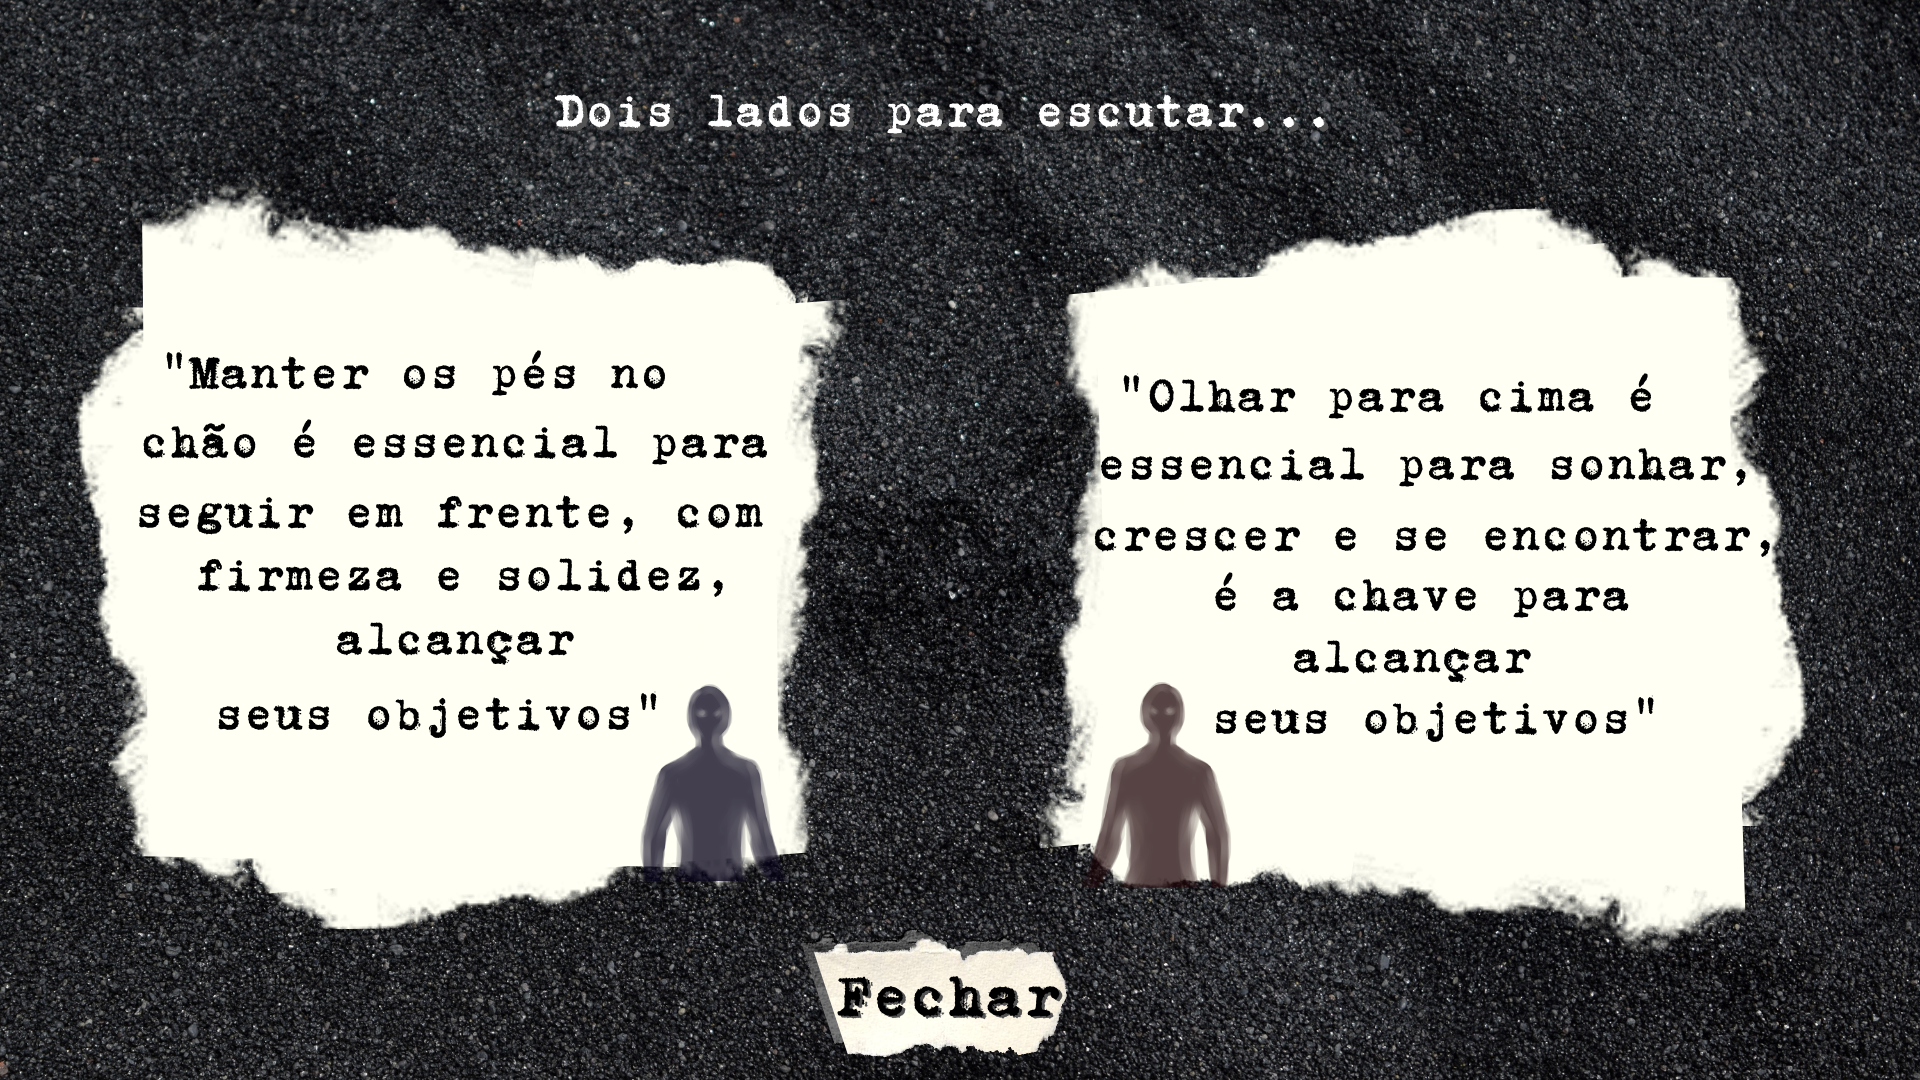 Dois lados para escutar...
"Manter os pés no
chão é essencial para
seguir em frente, com
firmeza e solidez,
alcançar
seus objetivos"
"Olhar para cima é
essencial para sonhar,
crescer e se encontrar,
é a chave para
alcançar
seus objetivos"
Fechar